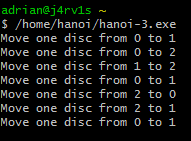 adrian@j4rv1s ~
$ /home/hanoi/hanoi-3.exe
Move one disc from 0 to 1
Move one disc from 0 to 2
Move one disc from 1 to 2
Move one disc from 0 to 1
Move one disc from 2 to 0
Move one disc from 2 to 1
Move one disc from 0 to 1